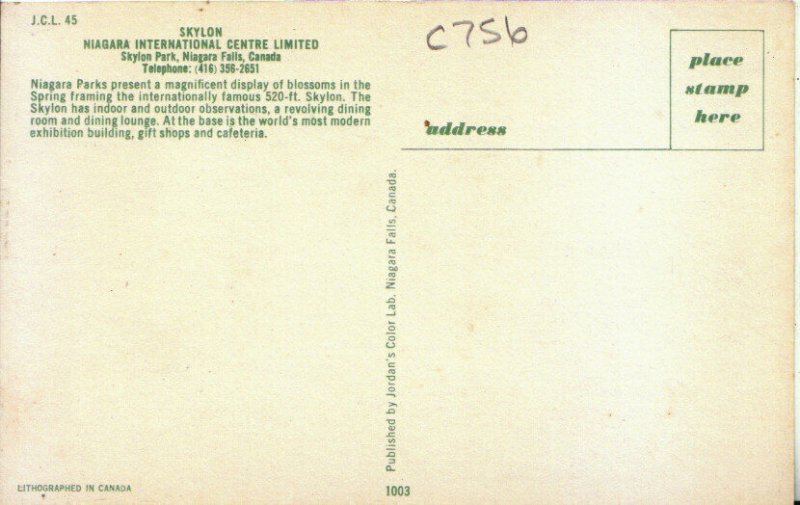 J.C.L. 45
SKYLON
NIAGARA INTERNATIONAL CENTRE LIMITED
Skylon Park, Niagara Falls, Canada
Telephone: (416) 356-2651
Niagara Parks present a magnificent display of blossoms in the
Spring framing the internationally famous 520-ft. Skylon. The
Skylon has indoor and outdoor observations, a revolving dining
room and dining lounge. At the base is the world's most modern
exhibition building, gift shops and cafeteria.
C756
place
stamp
here
address
Published by Jordan's Color Lab. Niagara Falls, Canada.
LITHOGRAPHED IN CANADA
1003